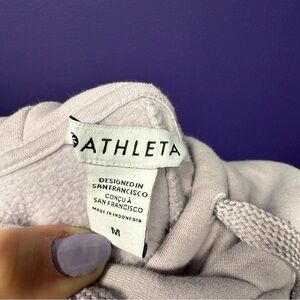 ATHLETA
DESIGNED IN
SAN FRANCISCO
CONÇU À
SAN FRANCISCO
MADE IN INDONESIA
M